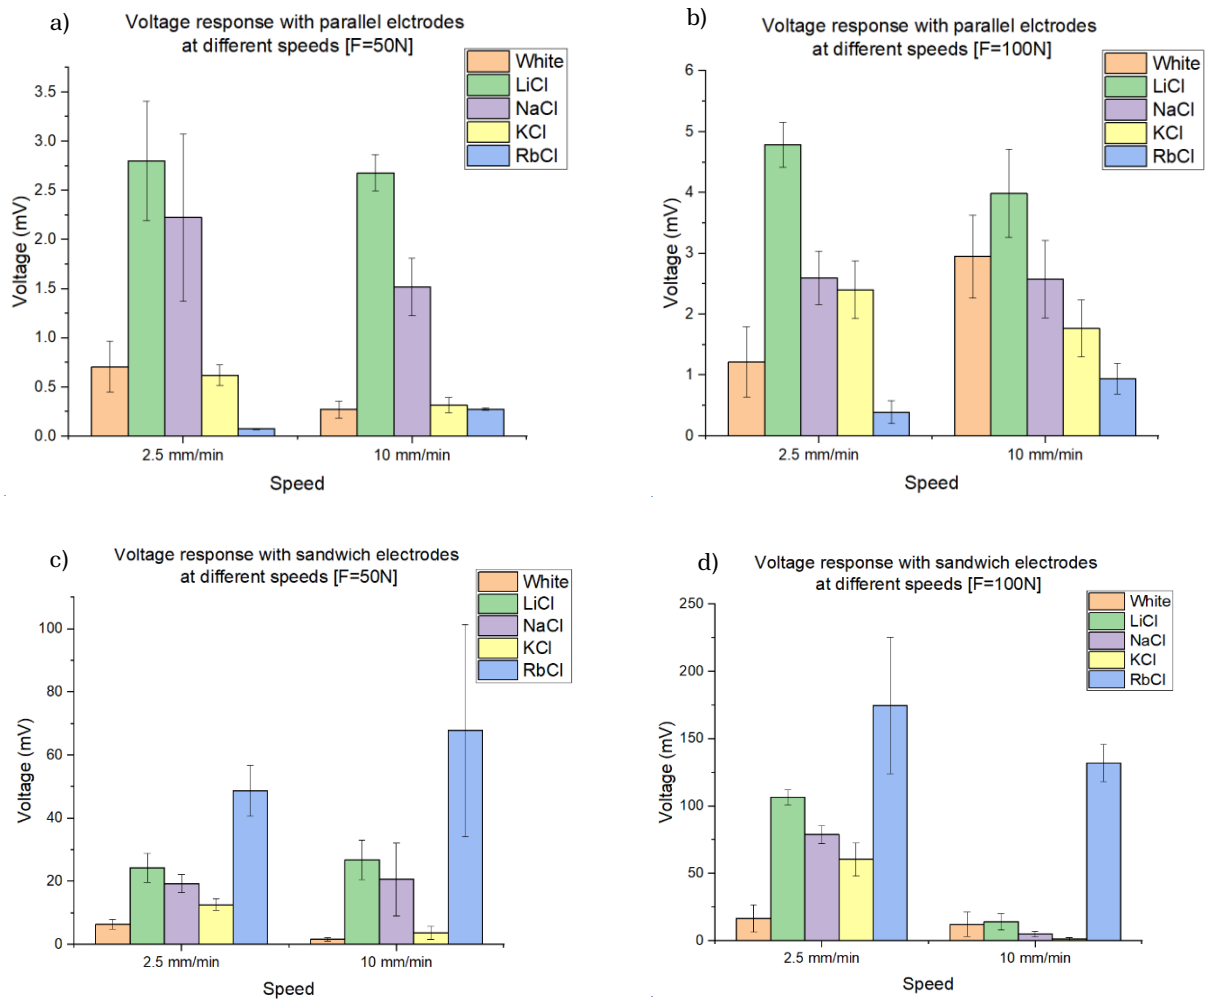 a)
Voltage response with parallel elctrodes
at different speeds [F=50N]
White
LiCl
NaCl
KCl
RbCl
3.5
3.0
2.5
2.0
1.5
1.0
0.5
0.0
Voltage (mV)
2.5 mm/min
10 mm/min
Speed
b)
Voltage response with parallel elctrodes
at different speeds [F=100N]
White
LiCl
NaCl
KCl
RbCl
6
5
4
3
2
1
0
Voltage (mV)
2.5 mm/min
10 mm/min
Speed
c)
Voltage response with sandwich electrodes
at different speeds [F=50N]
White
LiCl
NaCl
KCl
RbCl
100
80
60
40
20
0
Voltage (mV)
2.5 mm/min
10 mm/min
Speed
d)
Voltage response with sandwich electrodes
at different speeds [F=100N]
White
LiCl
NaCl
KCl
RbCl
250
200
150
100
50
0
Voltage (mV)
2.5 mm/min
10 mm/min
Speed